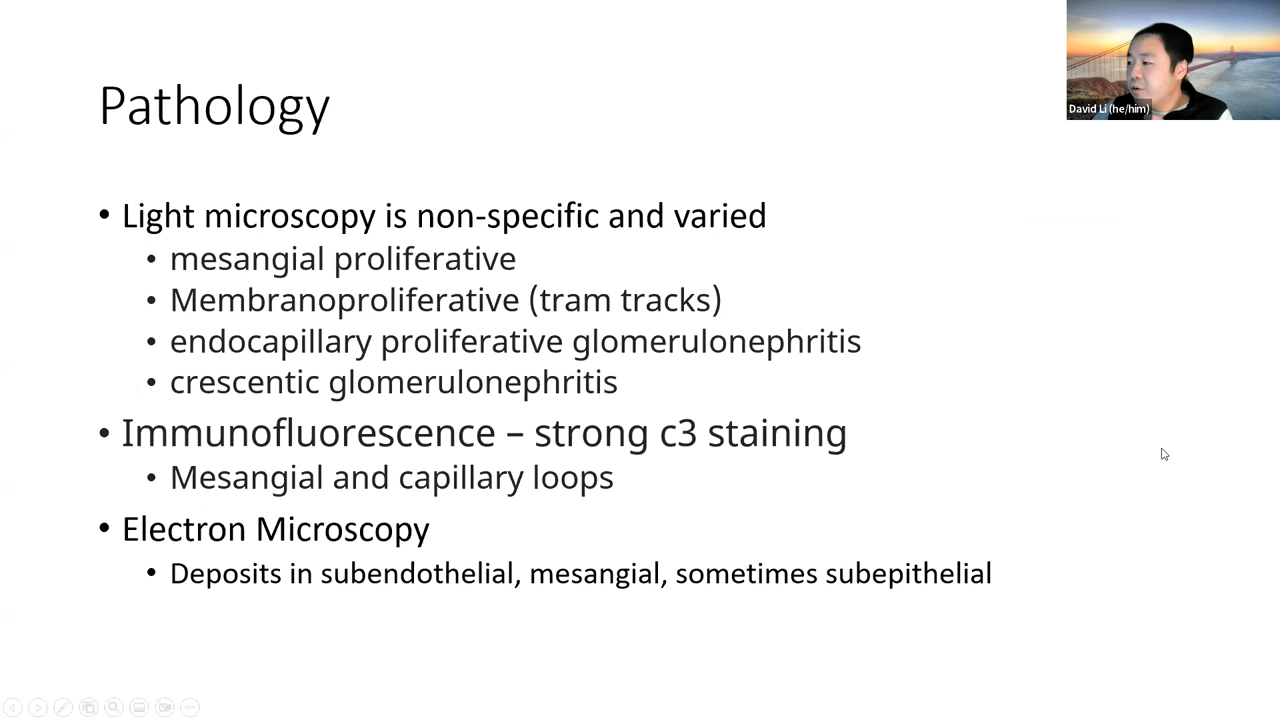 David Li (he/him)
Pathology
• Light microscopy is non-specific and varied
• mesangial proliferative
• Membranoproliferative (tram tracks)
• endocapillary proliferative glomerulonephritis
• crescentic glomerulonephritis
• Immunofluorescence – strong c3 staining
• Mesangial and capillary loops
• Electron Microscopy
• Deposits in subendothelial, mesangial, sometimes subepithelial